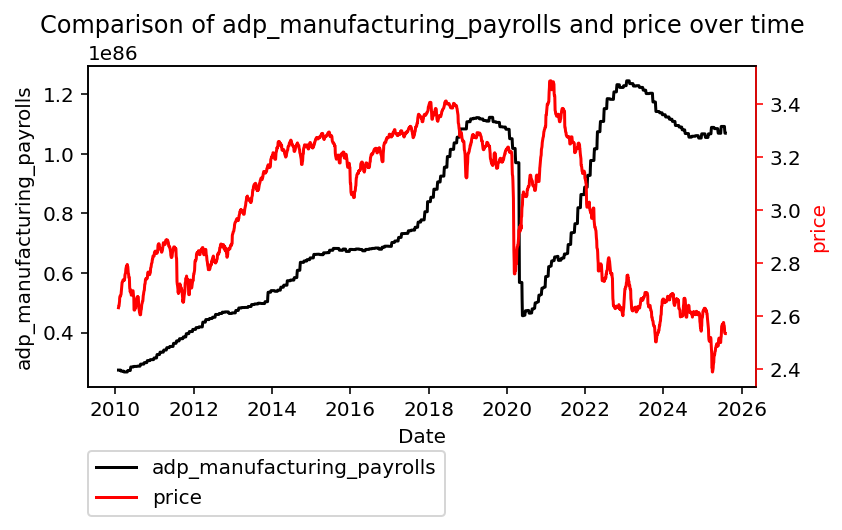 Comparison of adp_manufacturing_payrolls and price over time
1e86
adp_manufacturing_payrolls
1.2
1.0
0.8
0.6
0.4
3.4
3.2
3.0
2.8
2.6
2.4
price
2010 2012 2014 2016 2018 2020 2022 2024 2026
Date
adp_manufacturing_payrolls
price